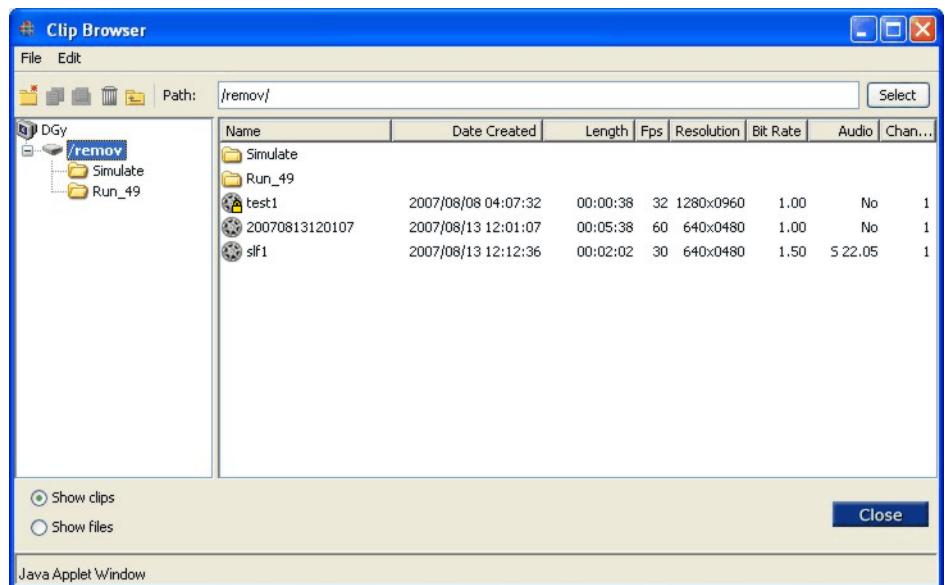 Clip Browser
File Edit
Path: /remov/ Select
DGy
/remov
Simulate
Run_49
Name Date Created Length Fps Resolution Bit Rate Audio Chan...
Simulate
Run_49
test1 2007/08/08 04:07:32 00:00:38 32 1280x0960 1.00 No 1
20070813120107 2007/08/13 12:01:07 00:05:38 60 640x0480 1.00 No 1
slf1 2007/08/13 12:12:36 00:02:02 30 640x0480 1.50 S 22.05 1
Show clips
Show files
Close
Java Applet Window